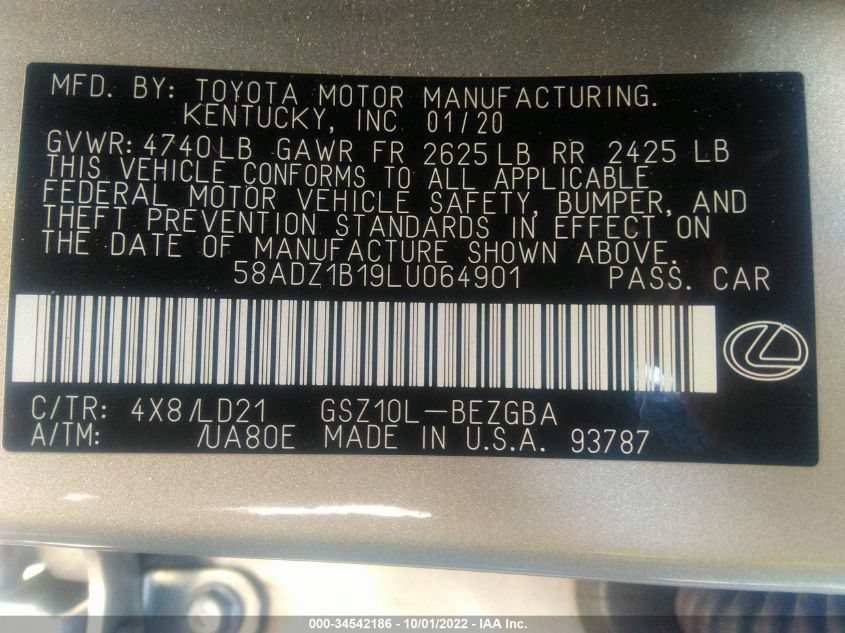 MFD. BY: TOYOTA MOTOR MANUFACTURING.
KENTUCKY, INC 01/20
GVWR: 4740LB GAWR FR 2625LB RR 2425 LB
THIS VEHICLE CONFORMS TO ALL APPLICABLE
FEDERAL MOTOR VEHICLE SAFETY, BUMPER, AND
THEFT PREVENTION STANDARDS IN EFFECT ON
THE DATE OF MANUFACTURE SHOWN ABOVE.
58ADZ1B19LU064901 PASS. CAR
C/TR: 4X8/LD21 GSZ10L-BEZGBA
A/TM: /UA80E MADE IN U.S.A. 93787
000-34542186 - 10/01/2022 - IAA Inc.